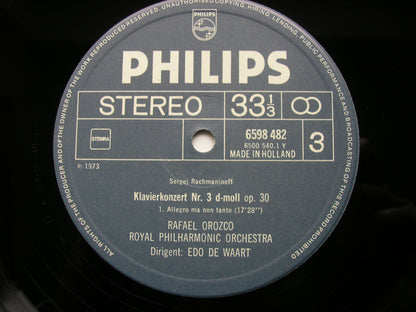 ALL RIGHTS OF THE PRODUCER AND OF THE OWNER OF THE WORK REPRODUCED RESERVED. UNAUTHORISED COPYING, HIRING, LENDING, PUBLIC PERFORMANCE AND BROADCASTING OF THIS RECORD PROHIBITED
PHILIPS
PHILIPS
STEREO
33 1/3
STEMRA
6598 482
6500 540.1 Y
MADE IN HOLLAND
3
P. 1973
Sergej Rachmaninoff
Klavierkonzert Nr. 3 d-moll op. 30
1. Allegro ma non tanto (17'28")
RAFAEL OROZCO
ROYAL PHILHARMONIC ORCHESTRA
Dirigent: EDO DE WAART